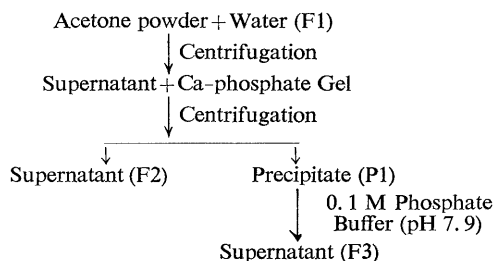 Acetone powder+Water (F1)
Centrifugation
Supernatant+Ca-phosphate Gel
Centrifugation
Supernatant (F2) Precipitate (P1)
0.1 M Phosphate
Buffer (pH 7.9)
Supernatant (F3)